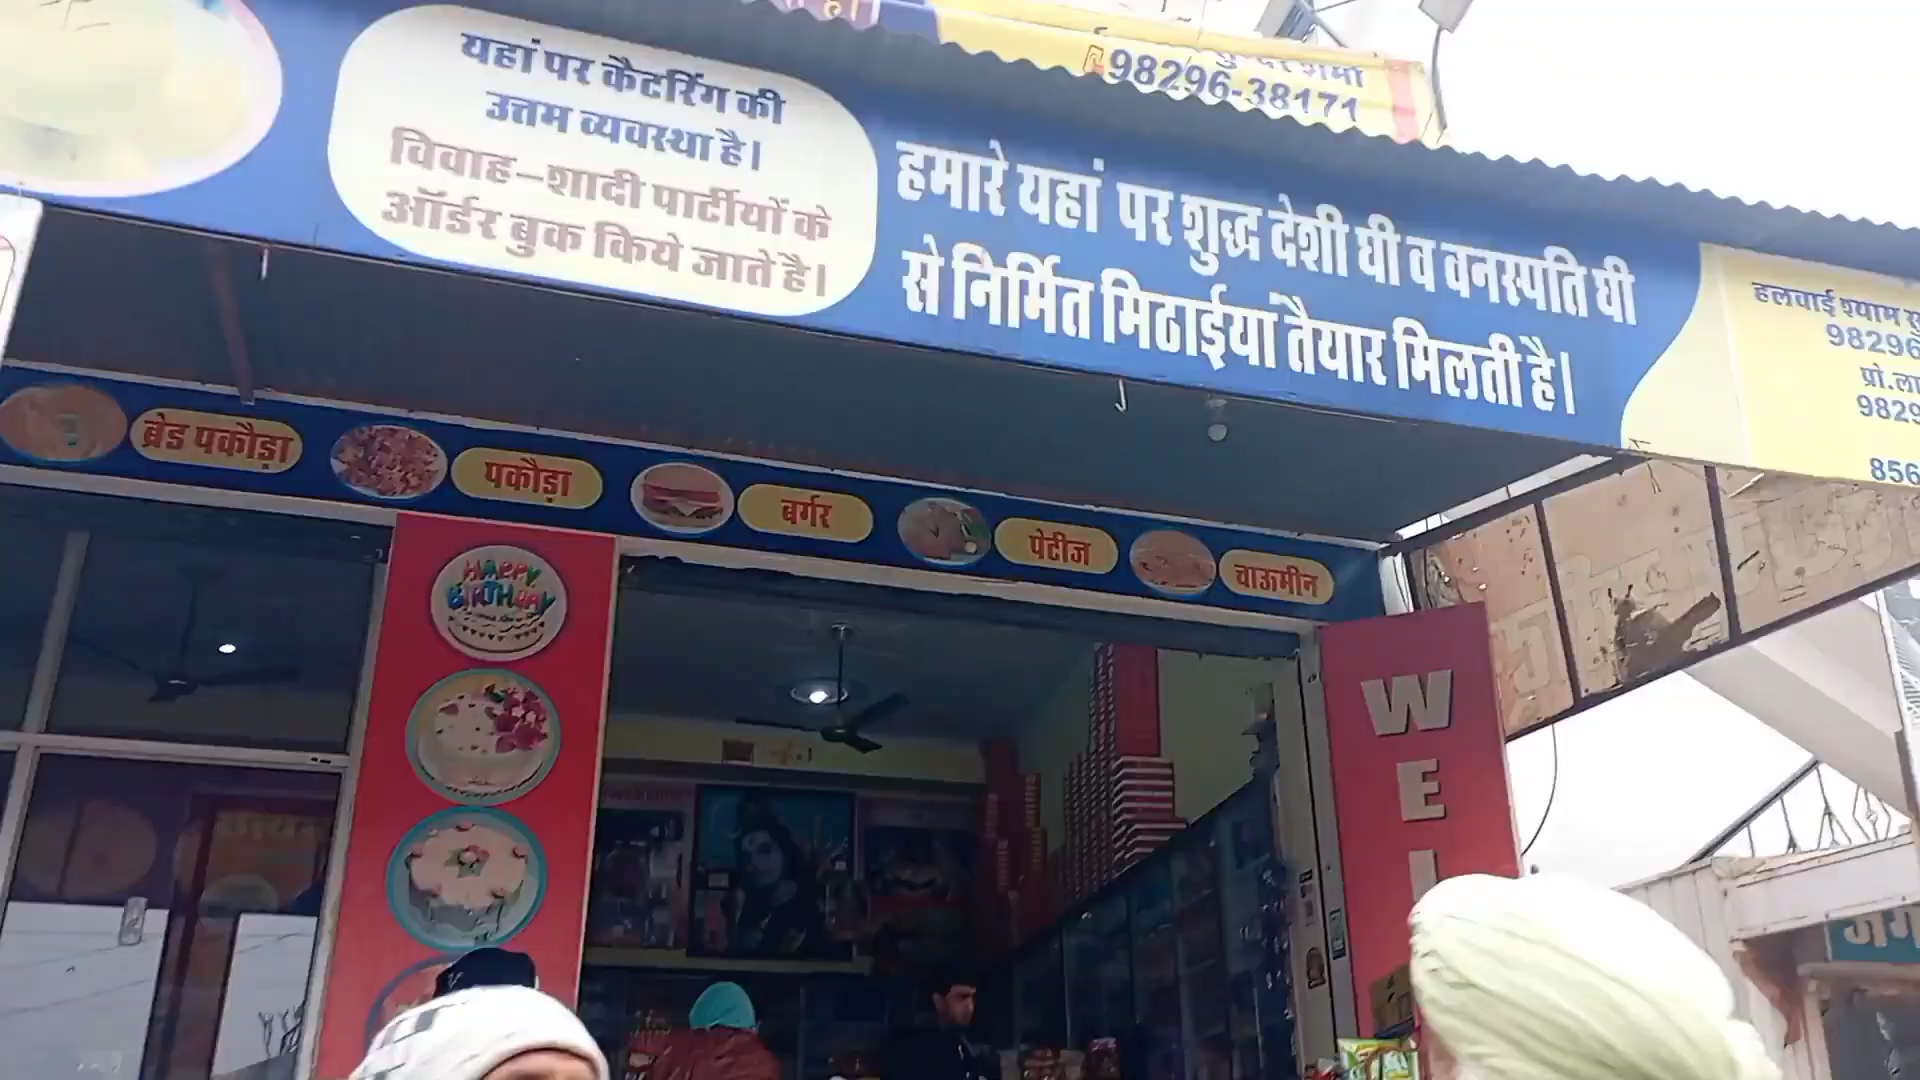 98296-38171
यहां पर कैटरिंग की
उत्तम व्यवस्था है।
विवाह-शादी पार्टीयों के
ऑर्डर बुक किये जाते है।
हमारे यहां पर शुद्ध देशी घी व वनस्पति घी
से निर्मित मिठाईयां तैयार मिलती है।
हलवाई श्याम
98296
प्रो.ला
9829
856
ब्रेड पकौड़ा
पकौड़ा
बर्गर
पेटीज
चाऊमीन
HAPPY
BIRTHDAY
W
E
L